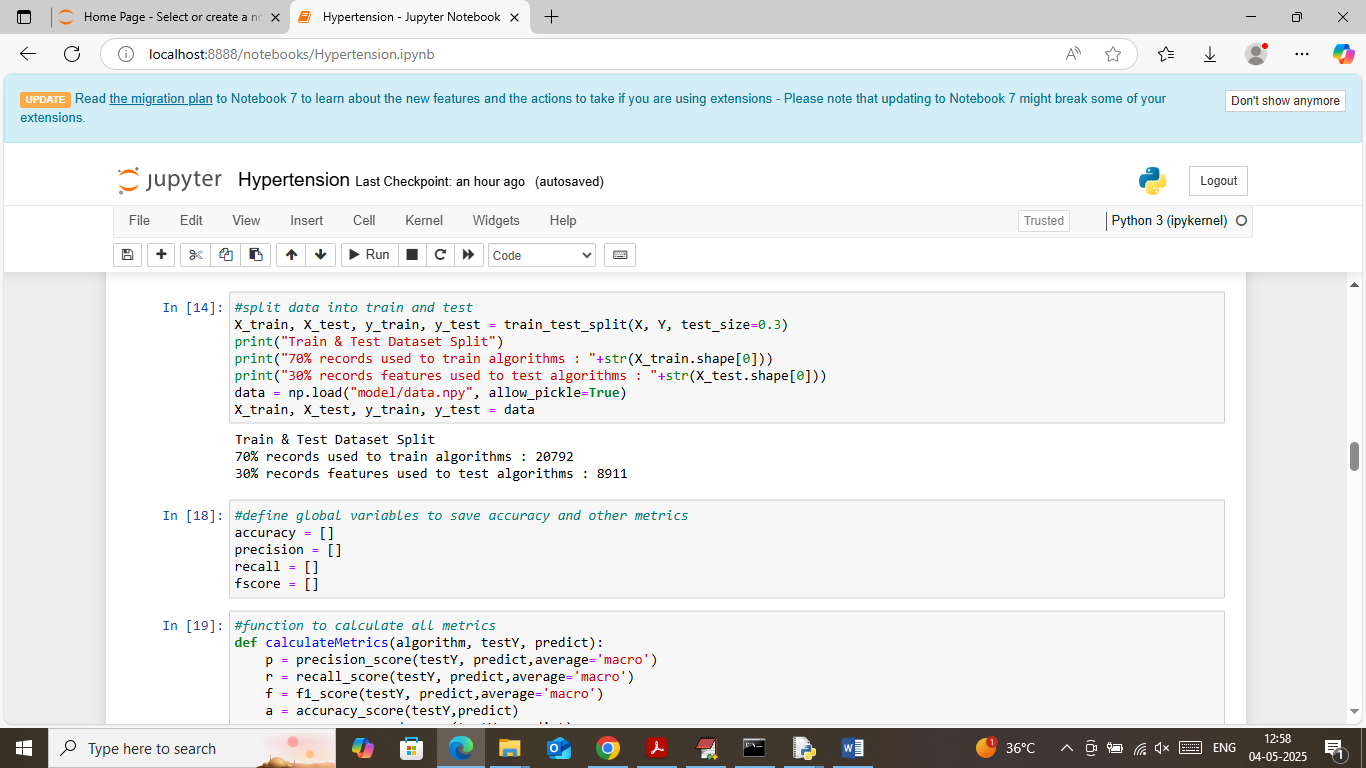 Home Page - Select or create a n
Hypertension - Jupyter Notebook
localhost:8888/notebooks/Hypertension.ipynb
UPDATE Read the migration plan to Notebook 7 to learn about the new features and the actions to take if you are using extensions - Please note that updating to Notebook 7 might break some of your
extensions.
Don't show anymore
jupyter Hypertension Last Checkpoint: an hour ago (autosaved)
Logout
File Edit View Insert Cell Kernel Widgets Help
Trusted
Python 3 (ipykernel)
Run
Code
In [14]:
#split data into train and test
X_train, X_test, y_train, y_test = train_test_split(X, Y, test_size=0.3)
print("Train & Test Dataset Split")
print("70% records used to train algorithms : "+str(X_train.shape[0]))
print("30% records features used to test algorithms : "+str(X_test.shape[0]))
data = np.load("model/data.npy", allow_pickle=True)
X_train, X_test, y_train, y_test = data
Train & Test Dataset Split
70% records used to train algorithms : 20792
30% records features used to test algorithms : 8911
In [18]:
#define global variables to save accuracy and other metrics
accuracy = []
precision = []
recall = []
fscore = []
In [19]:
#function to calculate all metrics
def calculateMetrics(algorithm, testY, predict):
    p = precision_score(testY, predict,average='macro')
    r = recall_score(testY, predict,average='macro')
    f = f1_score(testY, predict,average='macro')
    a = accuracy_score(testY,predict)
Type here to search
1
36°C
ENG
12:58
04-05-2025
1